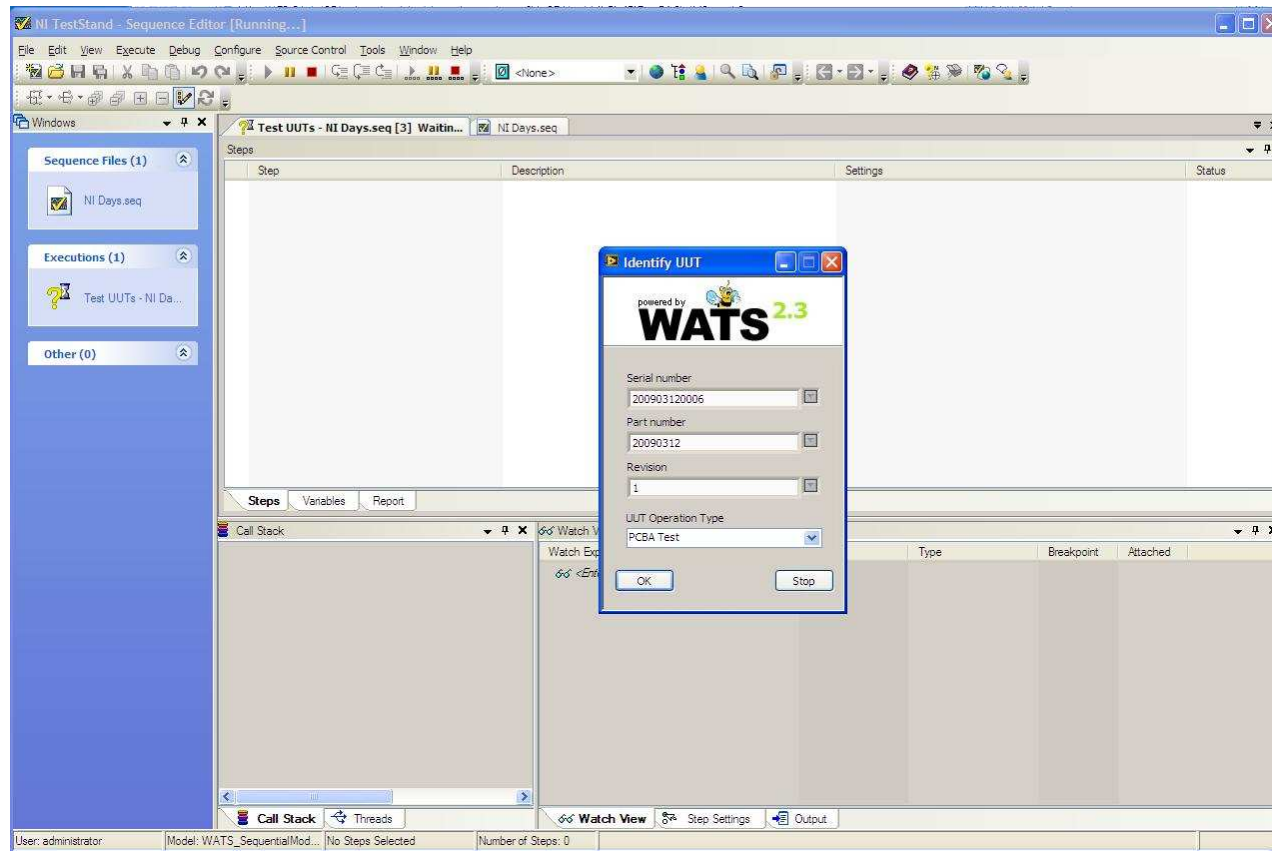 NI TestStand - Sequence Editor [Running...]
File Edit View Execute Debug Configure Source Control Tools Window Help
<None>
Windows
Test UUTs - NI Days.seq [3] Waitin...
NI Days.seq
Sequence Files (1)
NI Days.seq
Executions (1)
Test UUTs - NI Da...
Other (0)
Steps
Step Description Settings Status
Identify UUT
powered by
WATS 2.3
Serial number
200903120006
Part number
20090312
Revision
1
UUT Operation Type
PCBA Test
OK Stop
Steps Variables Report
Call Stack
Watch V
Watch Exp Type Breakpoint Attached
Call Stack Threads
Watch View Step Settings Output
User: administrator Model: WATS_SequentialMod... No Steps Selected Number of Steps: 0